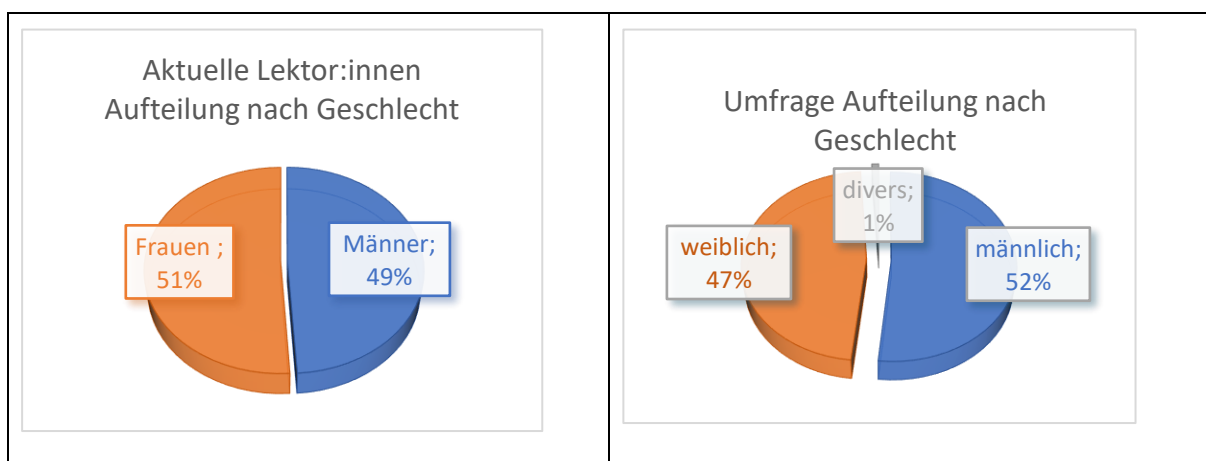 Aktuelle Lektor:innen
Aufteilung nach Geschlecht
Frauen ;
51%
Männer;
49%
Umfrage Aufteilung nach
Geschlecht
divers;
1%
weiblich;
47%
männlich;
52%